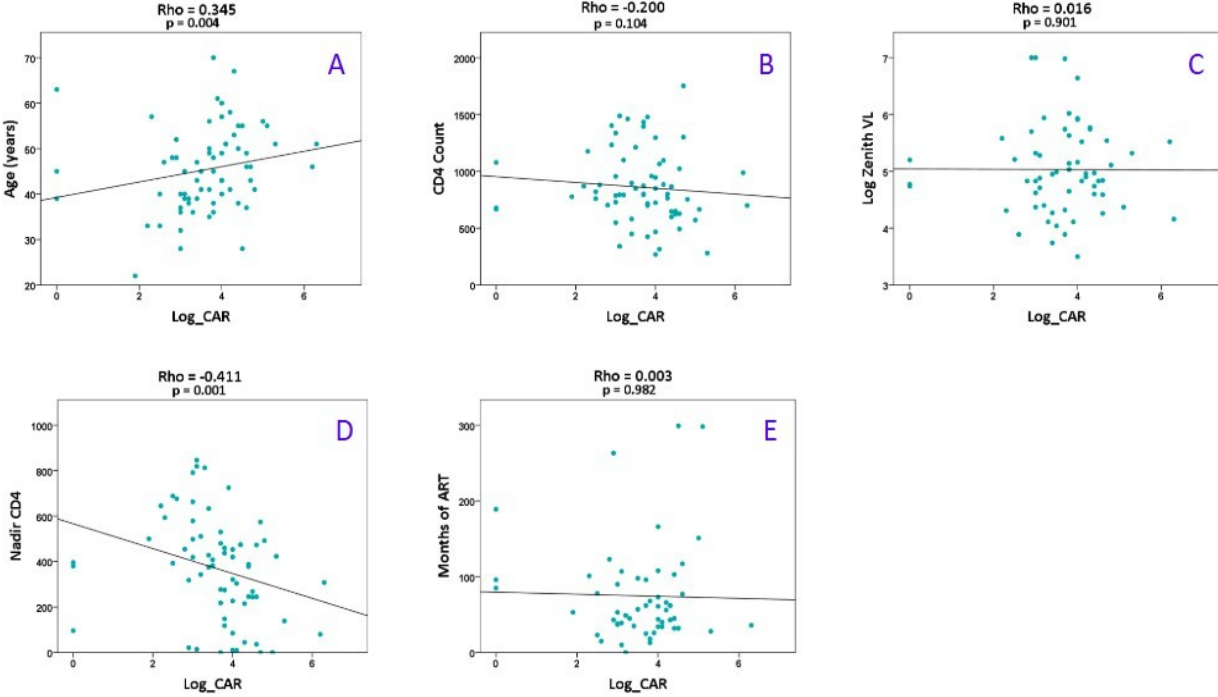 Rho = 0.345
p = 0.004
A
70
60
50
40
30
20
Age (years)
0 2 4 6
Log_CAR
Rho = -0.200
p = 0.104
B
2000
1500
1000
500
0
CD4 Count
0 2 4 6
Log_CAR
Rho = 0.016
p = 0.901
C
7
6
5
4
3
Log Zenith VL
0 2 4 6
Log_CAR
Rho = -0.411
p = 0.001
D
1000
800
600
400
200
0
Nadir CD4
0 2 4 6
Log_CAR
Rho = 0.003
p = 0.982
E
300
200
100
0
Months of ART
0 2 4 6
Log_CAR